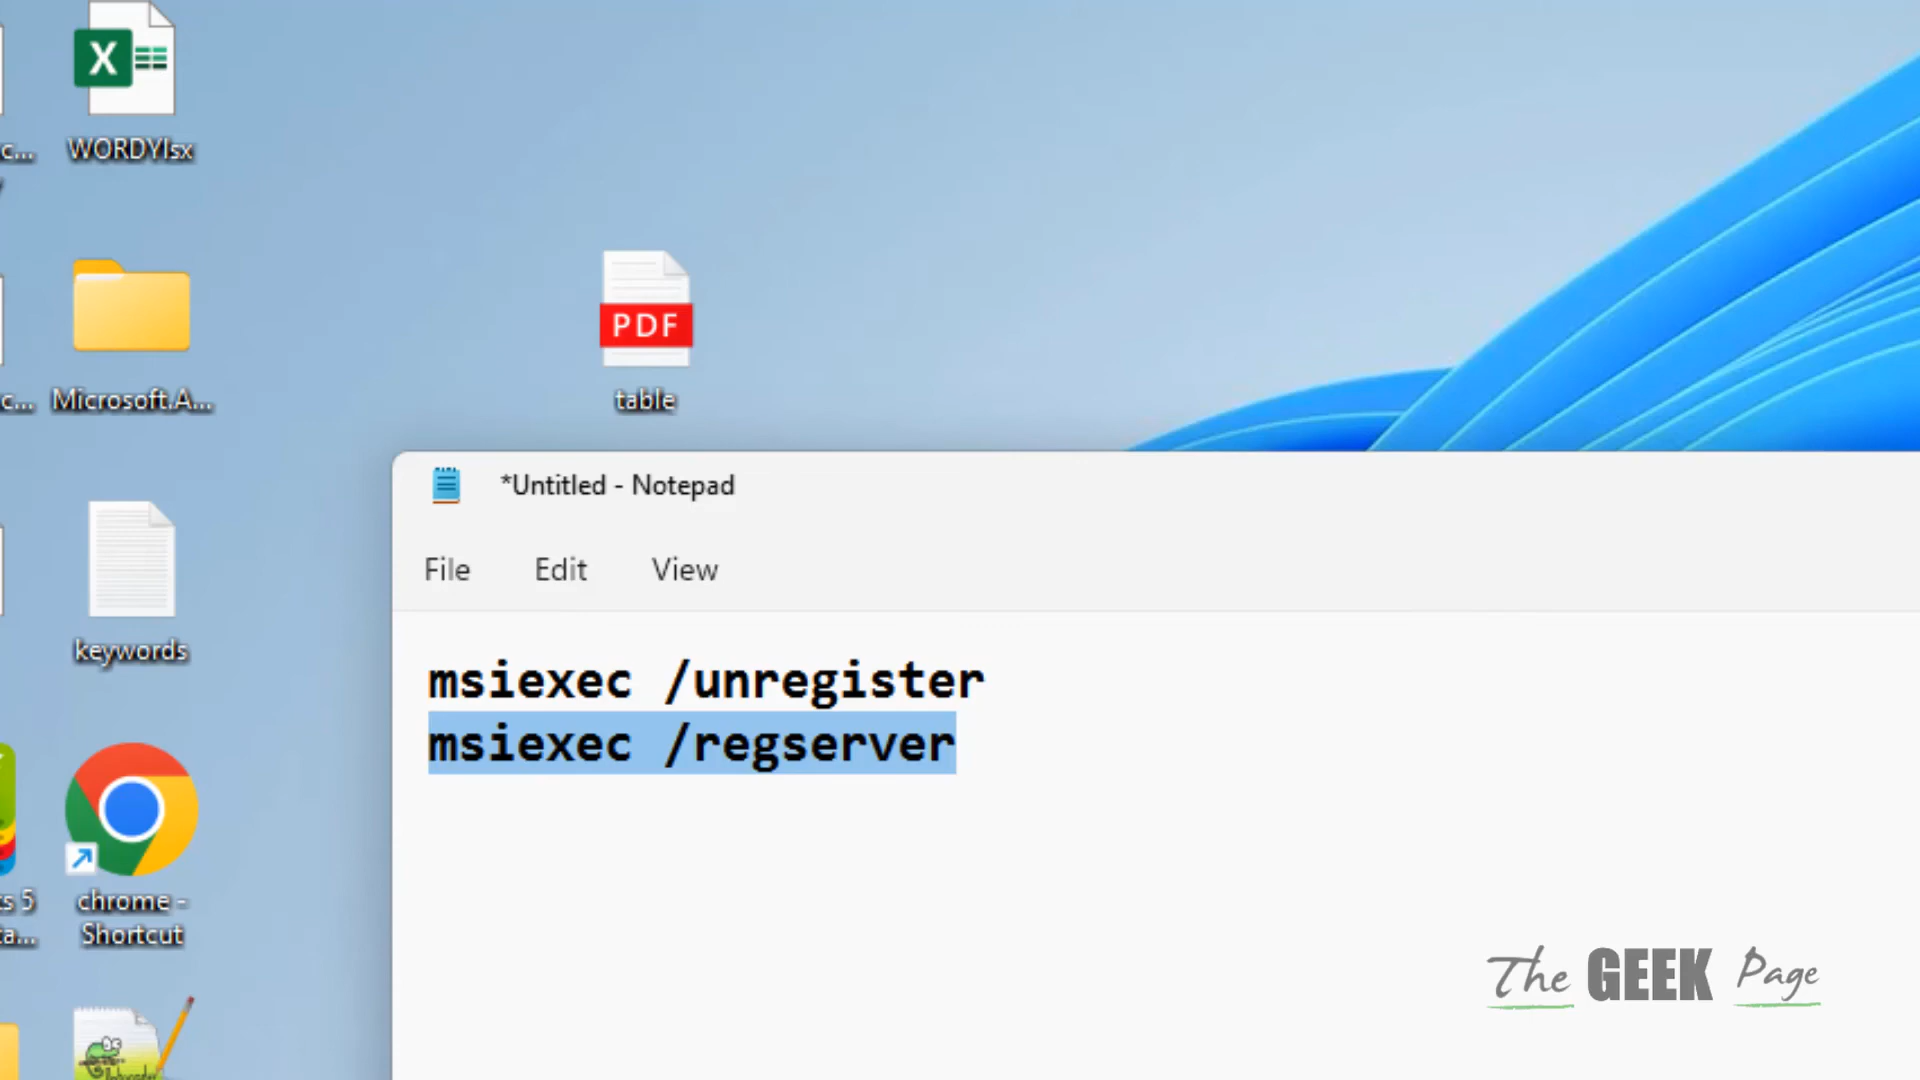 X
WORDYlsx
c...
PDF
table
c...
Microsoft.A...
*Untitled - Notepad
File Edit View
keywords
msiexec /unregister
msiexec /regserver
s 5
chrome -
a...
Shortcut
The GEEK Page